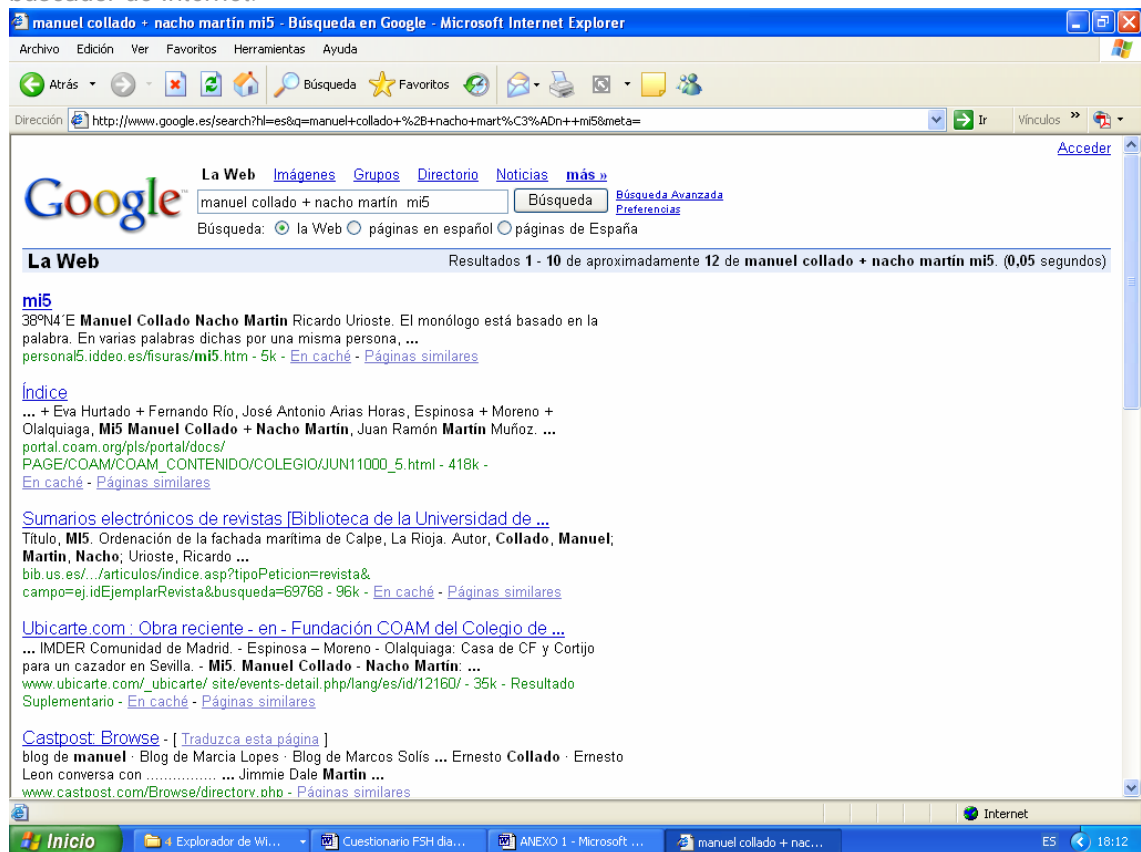 buscador de internet.
manuel collado + nacho martín mi5 - Búsqueda en Google - Microsoft Internet Explorer
Archivo Edición Ver Favoritos Herramientas Ayuda
Atrás Búsqueda Favoritos
Dirección http://www.google.es/search?hl=es&q=manuel+collado+%2B+nacho+mart%C3%ADn++mi5&meta= Ir Vínculos »
Acceder
La Web Imágenes Grupos Directorio Noticias más »
Google™ manuel collado + nacho martín mi5 Búsqueda Búsqueda Avanzada
Preferencias
Búsqueda: la Web páginas en español páginas de España
La Web Resultados 1 - 10 de aproximadamente 12 de manuel collado + nacho martín mi5. (0,05 segundos)
mi5
38ºN4´E Manuel Collado Nacho Martin Ricardo Urioste. El monólogo está basado en la
palabra. En varias palabras dichas por una misma persona, ...
personal5.iddeo.es/fisuras/mi5.htm - 5k - En caché - Páginas similares
Índice
... + Eva Hurtado + Fernando Río, José Antonio Arias Horas, Espinosa + Moreno +
Olalquiaga, Mi5 Manuel Collado + Nacho Martín, Juan Ramón Martín Muñoz. ...
portal.coam.org/pls/portal/docs/
PAGE/COAM/COAM_CONTENIDO/COLEGIO/JUN11000_5.html - 418k -
En caché - Páginas similares
Sumarios electrónicos de revistas [Biblioteca de la Universidad de ...
Título, MI5. Ordenación de la fachada marítima de Calpe, La Rioja. Autor, Collado, Manuel;
Martin, Nacho; Urioste, Ricardo ...
bib.us.es/.../articulos/indice.asp?tipoPeticion=revista&
campo=ej.idEjemplarRevista&busqueda=69768 - 96k - En caché - Páginas similares
Ubicarte.com : Obra reciente - en - Fundación COAM del Colegio de ...
... IMDER Comunidad de Madrid. - Espinosa – Moreno - Olalquiaga: Casa de CF y Cortijo
para un cazador en Sevilla. - Mi5. Manuel Collado - Nacho Martín: ...
www.ubicarte.com/_ubicarte/ site/events-detail.php/lang/es/id/12160/ - 35k - Resultado
Suplementario - En caché - Páginas similares
Castpost: Browse - [ Traduzca esta página ]
blog de manuel · Blog de Marcia Lopes · Blog de Marcos Solís ... Ernesto Collado · Ernesto
Leon conversa con ................ ... Jimmie Dale Martin ...
www.castpost.com/Browse/directory.php - Páginas similares
Internet
Inicio 4 Explorador de Wi... Cuestionario FSH dia... ANEXO 1 - Microsoft ... manuel collado + nac... ES 18:12